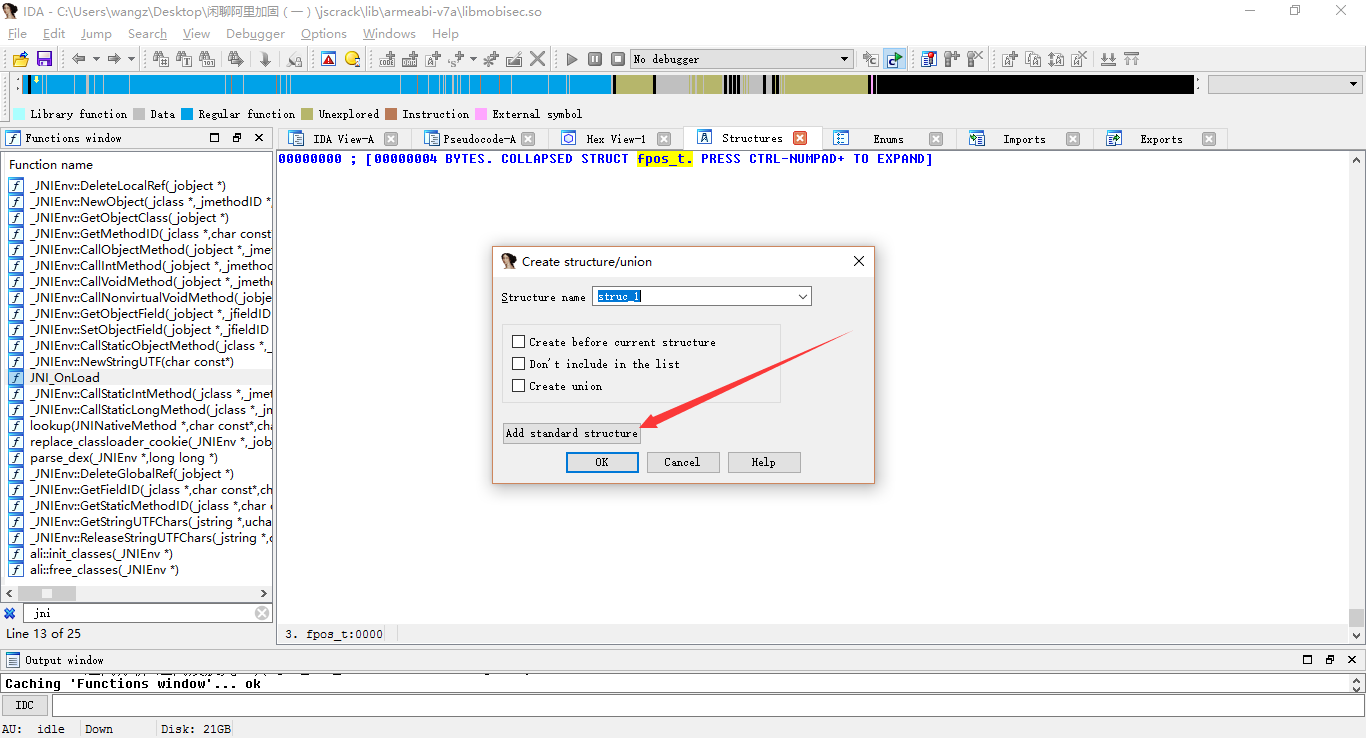 IDA - C:\Users\wangz\Desktop\闲聊阿里加固（一）\jscrack\lib\armeabi-v7a\libmobisec.so
File Edit Jump Search View Debugger Options Windows Help
No debugger
Library function Data Regular function Unexplored Instruction External symbol
Functions window
IDA View-A Pseudocode-A Hex View-1 Structures Enums Imports Exports
Function name
_JNIEnv::DeleteLocalRef(_jobject *)
_JNIEnv::NewObject(_jclass *,_jmethodID *,
_JNIEnv::GetObjectClass(_jobject *)
_JNIEnv::GetMethodID(_jclass *,char const
_JNIEnv::CallObjectMethod(_jobject *,_jme
_JNIEnv::CallIntMethod(_jobject *,_jmethoc
_JNIEnv::CallVoidMethod(_jobject *,_jmeth
_JNIEnv::CallNonvirtualVoidMethod(_jobje
_JNIEnv::GetObjectField(_jobject *,_jfieldID
_JNIEnv::SetObjectField(_jobject *,_jfieldID
_JNIEnv::CallStaticObjectMethod(_jclass *,_
_JNIEnv::NewStringUTF(char const*)
JNI_OnLoad
_JNIEnv::CallStaticIntMethod(_jclass *,_jmet
_JNIEnv::CallStaticLongMethod(_jclass *,_jn
lookup(JNINativeMethod *,char const*,cha
replace_classloader_cookie(_JNIEnv *,_job
parse_dex(_JNIEnv *,long long *)
_JNIEnv::DeleteGlobalRef(_jobject *)
_JNIEnv::GetFieldID(_jclass *,char const*,ch
_JNIEnv::GetStaticMethodID(_jclass *,char c
_JNIEnv::GetStringUTFChars(_jstring *,ucha
_JNIEnv::ReleaseStringUTFChars(_jstring *,c
ali::init_classes(_JNIEnv *)
ali::free_classes(_JNIEnv *)
jni
Line 13 of 25
00000000 ; [00000004 BYTES. COLLAPSED STRUCT fpos_t. PRESS CTRL-NUMPAD+ TO EXPAND]
Create structure/union
Structure name struc_1
Create before current structure
Don't include in the list
Create union
Add standard structure
OK Cancel Help
3. fpos_t:0000
Output window
Caching 'Functions window'... ok
IDC
AU: idle Down Disk: 21GB